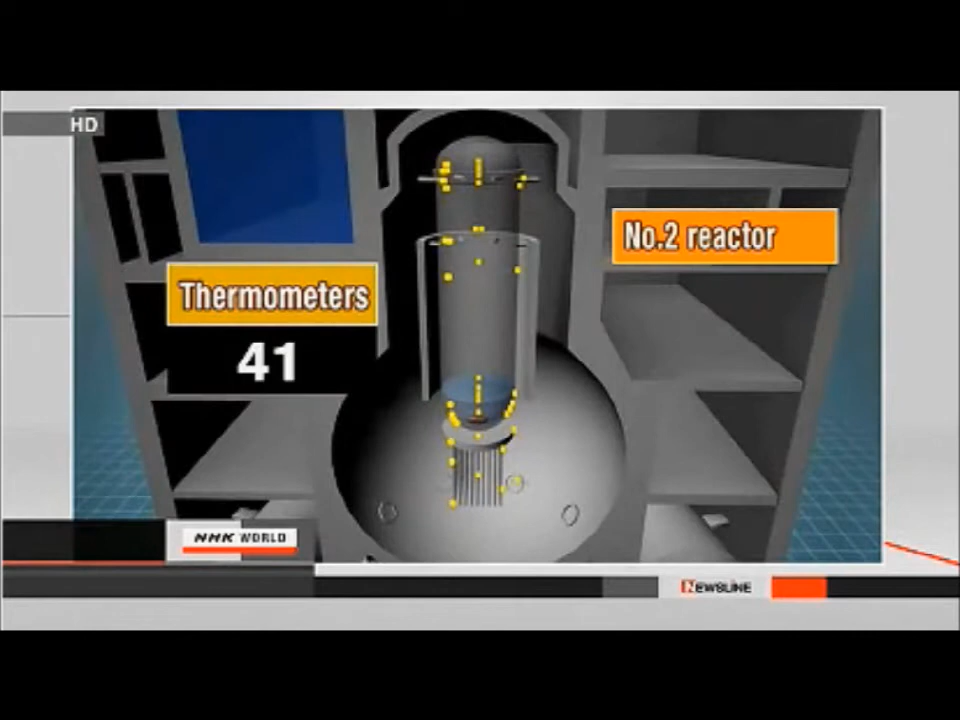 HD
No.2 reactor
Thermometers
41
NHK WORLD
NEWSLINE